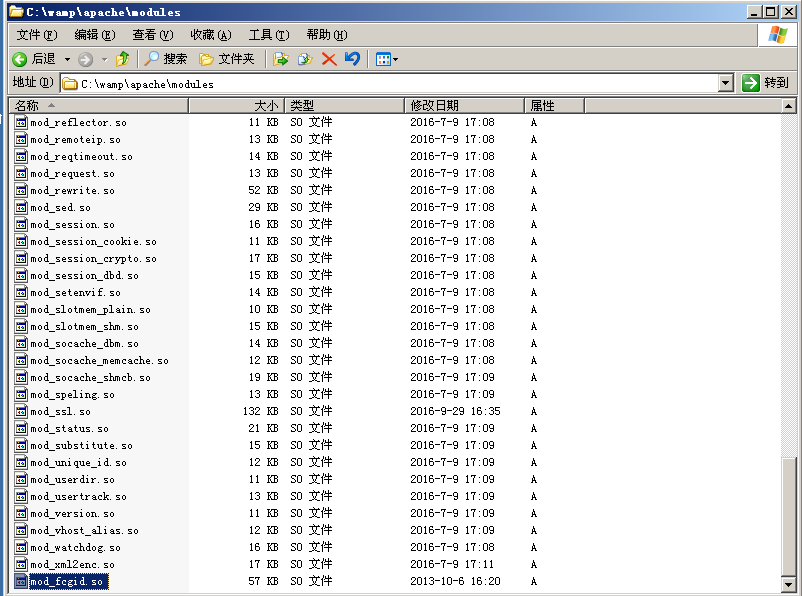 C:\wamp\apache\modules
文件(F) 编辑(E) 查看(V) 收藏(A) 工具(T) 帮助(H)
后退 搜索 文件夹
地址(D) C:\wamp\apache\modules 转到
名称 大小 类型 修改日期 属性
mod_reflector.so 11 KB SO 文件 2016-7-9 17:08 A
mod_remoteip.so 13 KB SO 文件 2016-7-9 17:08 A
mod_reqtimeout.so 14 KB SO 文件 2016-7-9 17:08 A
mod_request.so 13 KB SO 文件 2016-7-9 17:08 A
mod_rewrite.so 52 KB SO 文件 2016-7-9 17:08 A
mod_sed.so 29 KB SO 文件 2016-7-9 17:08 A
mod_session.so 16 KB SO 文件 2016-7-9 17:08 A
mod_session_cookie.so 11 KB SO 文件 2016-7-9 17:08 A
mod_session_crypto.so 17 KB SO 文件 2016-7-9 17:08 A
mod_session_dbd.so 15 KB SO 文件 2016-7-9 17:08 A
mod_setenvif.so 14 KB SO 文件 2016-7-9 17:08 A
mod_slotmem_plain.so 10 KB SO 文件 2016-7-9 17:08 A
mod_slotmem_shm.so 15 KB SO 文件 2016-7-9 17:08 A
mod_socache_dbm.so 14 KB SO 文件 2016-7-9 17:08 A
mod_socache_memcache.so 12 KB SO 文件 2016-7-9 17:08 A
mod_socache_shmcb.so 19 KB SO 文件 2016-7-9 17:09 A
mod_speling.so 13 KB SO 文件 2016-7-9 17:09 A
mod_ssl.so 132 KB SO 文件 2016-9-29 16:35 A
mod_status.so 21 KB SO 文件 2016-7-9 17:09 A
mod_substitute.so 15 KB SO 文件 2016-7-9 17:09 A
mod_unique_id.so 12 KB SO 文件 2016-7-9 17:09 A
mod_userdir.so 11 KB SO 文件 2016-7-9 17:09 A
mod_usertrack.so 13 KB SO 文件 2016-7-9 17:09 A
mod_version.so 11 KB SO 文件 2016-7-9 17:09 A
mod_vhost_alias.so 12 KB SO 文件 2016-7-9 17:09 A
mod_watchdog.so 16 KB SO 文件 2016-7-9 17:08 A
mod_xml2enc.so 17 KB SO 文件 2016-7-9 17:11 A
mod_fcgid.so 57 KB SO 文件 2013-10-6 16:20 A